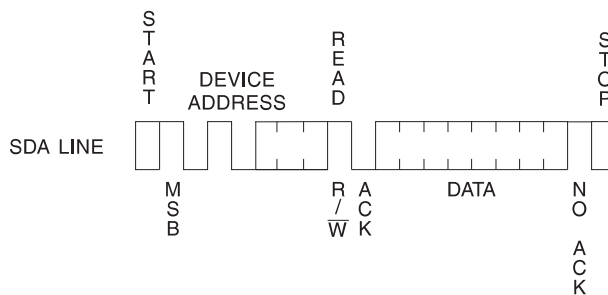 START
READ
STOP
DEVICE
ADDRESS
SDA LINE
MSB
R/W
ACK
DATA
NO ACK